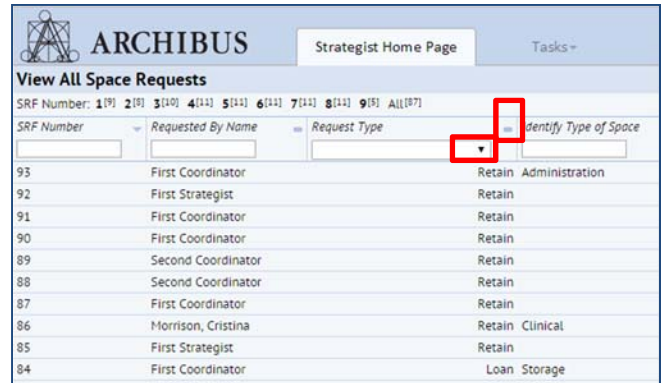 ARCHIBUS Strategist Home Page Tasks
View All Space Requests
SRF Number: 1[9] 2[8] 3[10] 4[11] 5[11] 6[11] 7[11] 8[11] 9[5] All[87]
SRF Number Requested By Name Request Type Identify Type of Space
93 First Coordinator Retain Administration
92 First Strategist Retain
91 First Coordinator Retain
90 First Coordinator Retain
89 Second Coordinator Retain
88 Second Coordinator Retain
87 First Coordinator Retain
86 Morrison, Cristina Retain Clinical
85 First Strategist Retain
84 First Coordinator Loan Storage